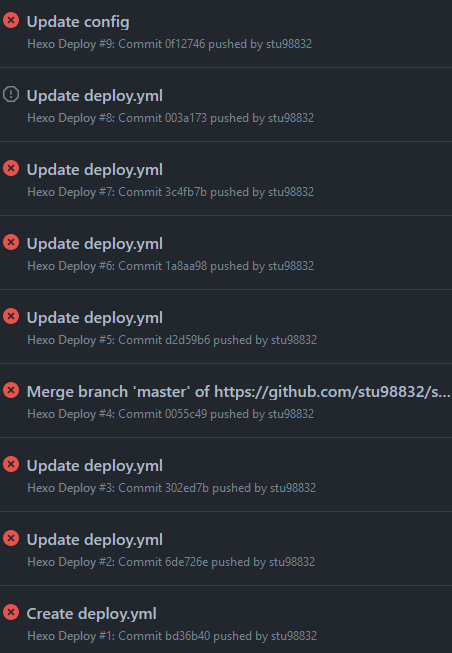 Update config
Hexo Deploy #9: Commit 0f12746 pushed by stu98832
Update deploy.yml
Hexo Deploy #8: Commit 003a173 pushed by stu98832
Update deploy.yml
Hexo Deploy #7: Commit 3c4fb7b pushed by stu98832
Update deploy.yml
Hexo Deploy #6: Commit 1a8aa98 pushed by stu98832
Update deploy.yml
Hexo Deploy #5: Commit d2d59b6 pushed by stu98832
Merge branch 'master' of https://github.com/stu98832/s...
Hexo Deploy #4: Commit 0055c49 pushed by stu98832
Update deploy.yml
Hexo Deploy #3: Commit 302ed7b pushed by stu98832
Update deploy.yml
Hexo Deploy #2: Commit 6de726e pushed by stu98832
Create deploy.yml
Hexo Deploy #1: Commit bd36b40 pushed by stu98832